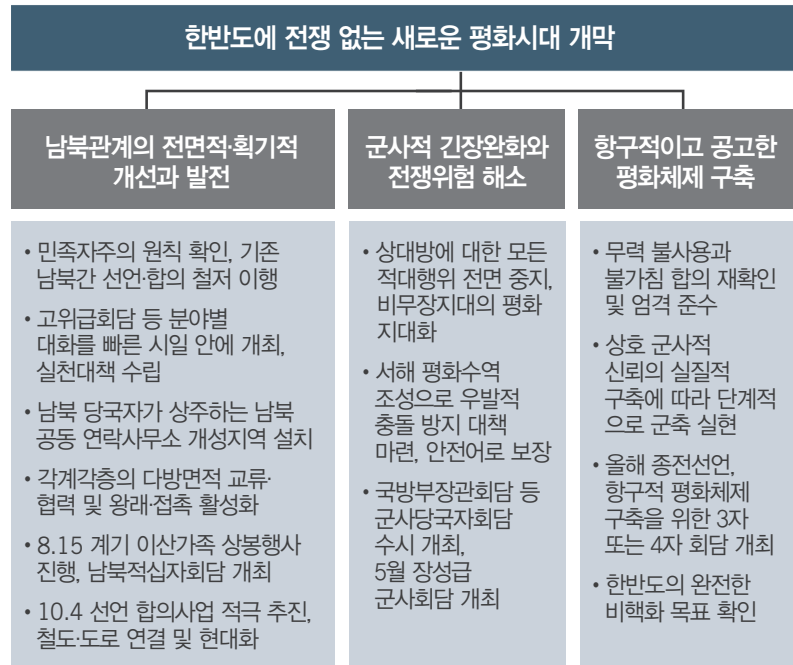 한반도에 전쟁 없는 새로운 평화시대 개막
남북관계의 전면적·획기적
개선과 발전
• 민족자주의 원칙 확인, 기존
남북간 선언·합의 철저 이행
• 고위급회담 등 분야별
대화를 빠른 시일 안에 개최,
실천대책 수립
• 남북 당국자가 상주하는 남북
공동 연락사무소 개성지역 설치
• 각계각층의 다방면적 교류·
협력 및 왕래·접촉 활성화
• 8.15 계기 이산가족 상봉행사
진행, 남북적십자회담 개최
• 10.4 선언 합의사업 적극 추진,
철도·도로 연결 및 현대화
군사적 긴장완화와
전쟁위험 해소
• 상대방에 대한 모든
적대행위 전면 중지,
비무장지대의 평화
지대화
• 서해 평화수역
조성으로 우발적
충돌 방지 대책
마련, 안전어로 보장
• 국방부장관회담 등
군사당국자회담
수시 개최,
5월 장성급
군사회담 개최
항구적이고 공고한
평화체제 구축
• 무력 불사용과
불가침 합의 재확인
및 엄격 준수
• 상호 군사적
신뢰의 실질적
구축에 따라 단계적
으로 군축 실현
• 올해 종전선언,
항구적 평화체제
구축을 위한 3자
또는 4자 회담 개최
• 한반도의 완전한
비핵화 목표 확인